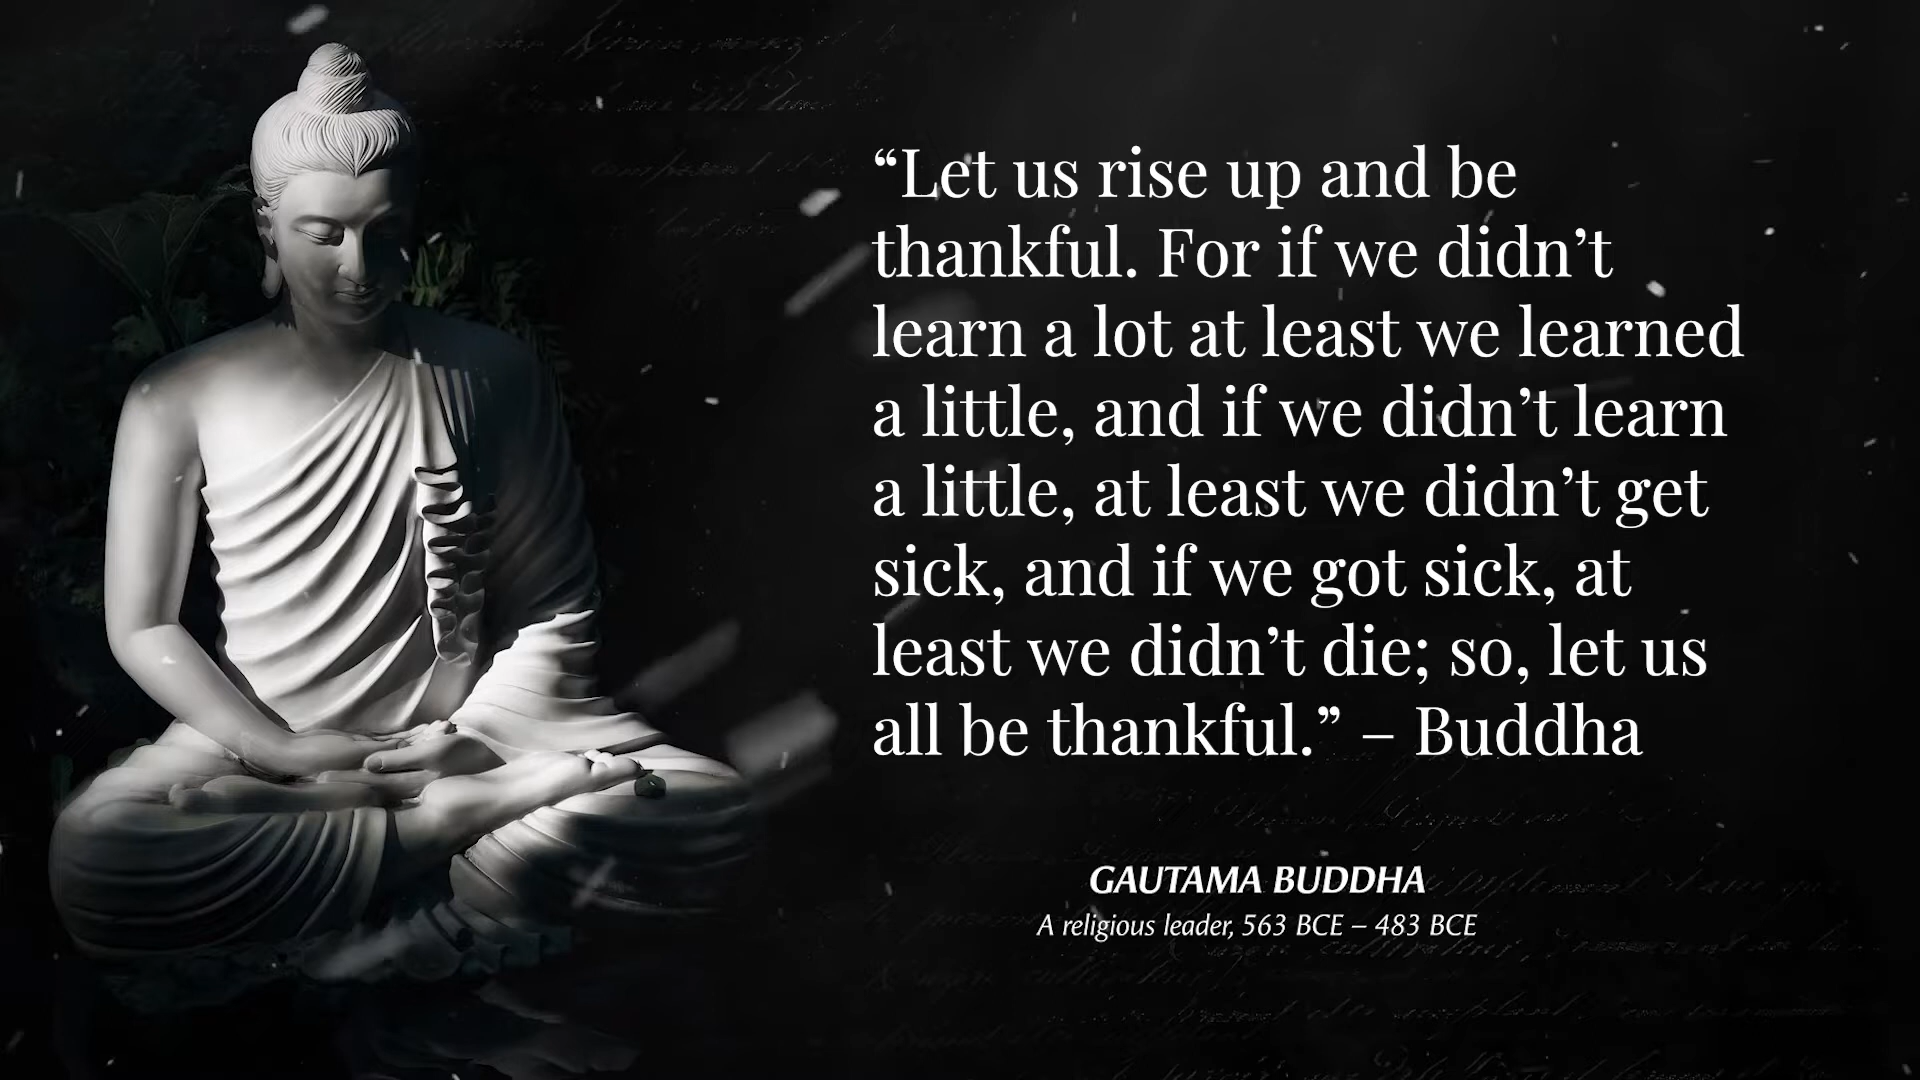 “Let us rise up and be
thankful. For if we didn’t
learn a lot at least we learned
a little, and if we didn’t learn
a little, at least we didn’t get
sick, and if we got sick, at
least we didn’t die; so, let us
all be thankful.” – Buddha
GAUTAMA BUDDHA
A religious leader, 563 BCE – 483 BCE